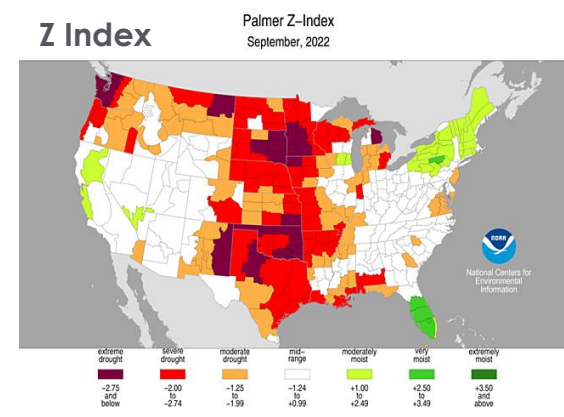 Z Index
Palmer Z-Index
September, 2022
NOAA
National Centers for
Environmental
Information
extreme
drought
severe
drought
moderate
drought
mid-
range
moderately
moist
very
moist
extremely
moist
-2.75
and
below
-2.00
to
-2.74
-1.25
to
-1.99
-1.24
to
+0.99
+1.00
to
+2.49
+2.50
to
+3.49
+3.50
and
above